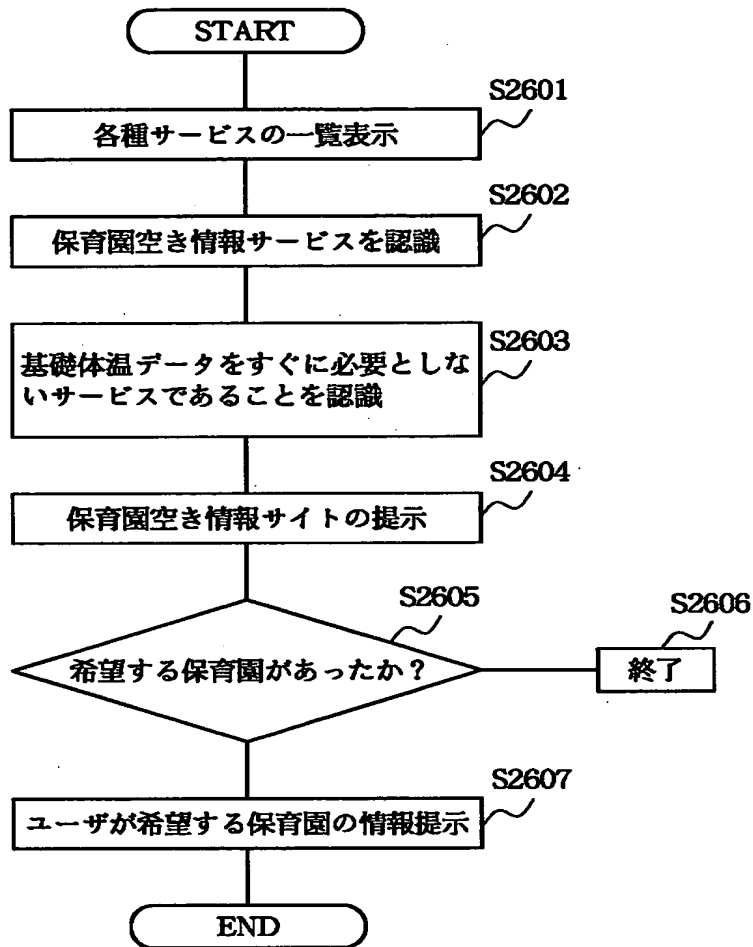 START
S2601
各種サービスの一覧表示
S2602
保育園空き情報サービスを認識
S2603
基礎体温データをすぐに必要としな
いサービスであることを認識
S2604
保育園空き情報サイトの提示
S2605
希望する保育園があったか？
S2606
終了
S2607
ユーザが希望する保育園の情報提示
END